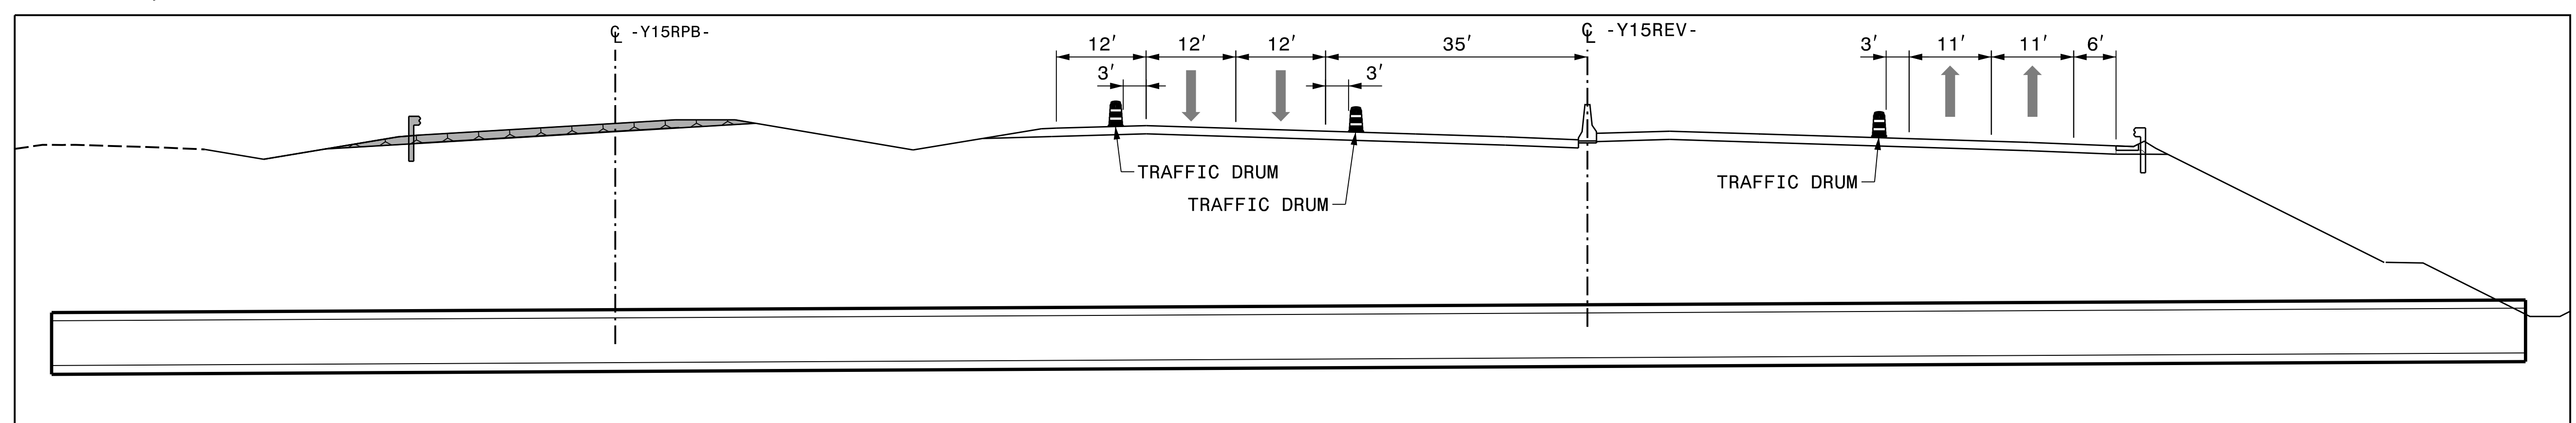 ℄ -Y15RPB-
℄ -Y15REV-
12' 12' 12' 35' 3' 11' 11' 6'
3' 3'
TRAFFIC DRUM
TRAFFIC DRUM
TRAFFIC DRUM